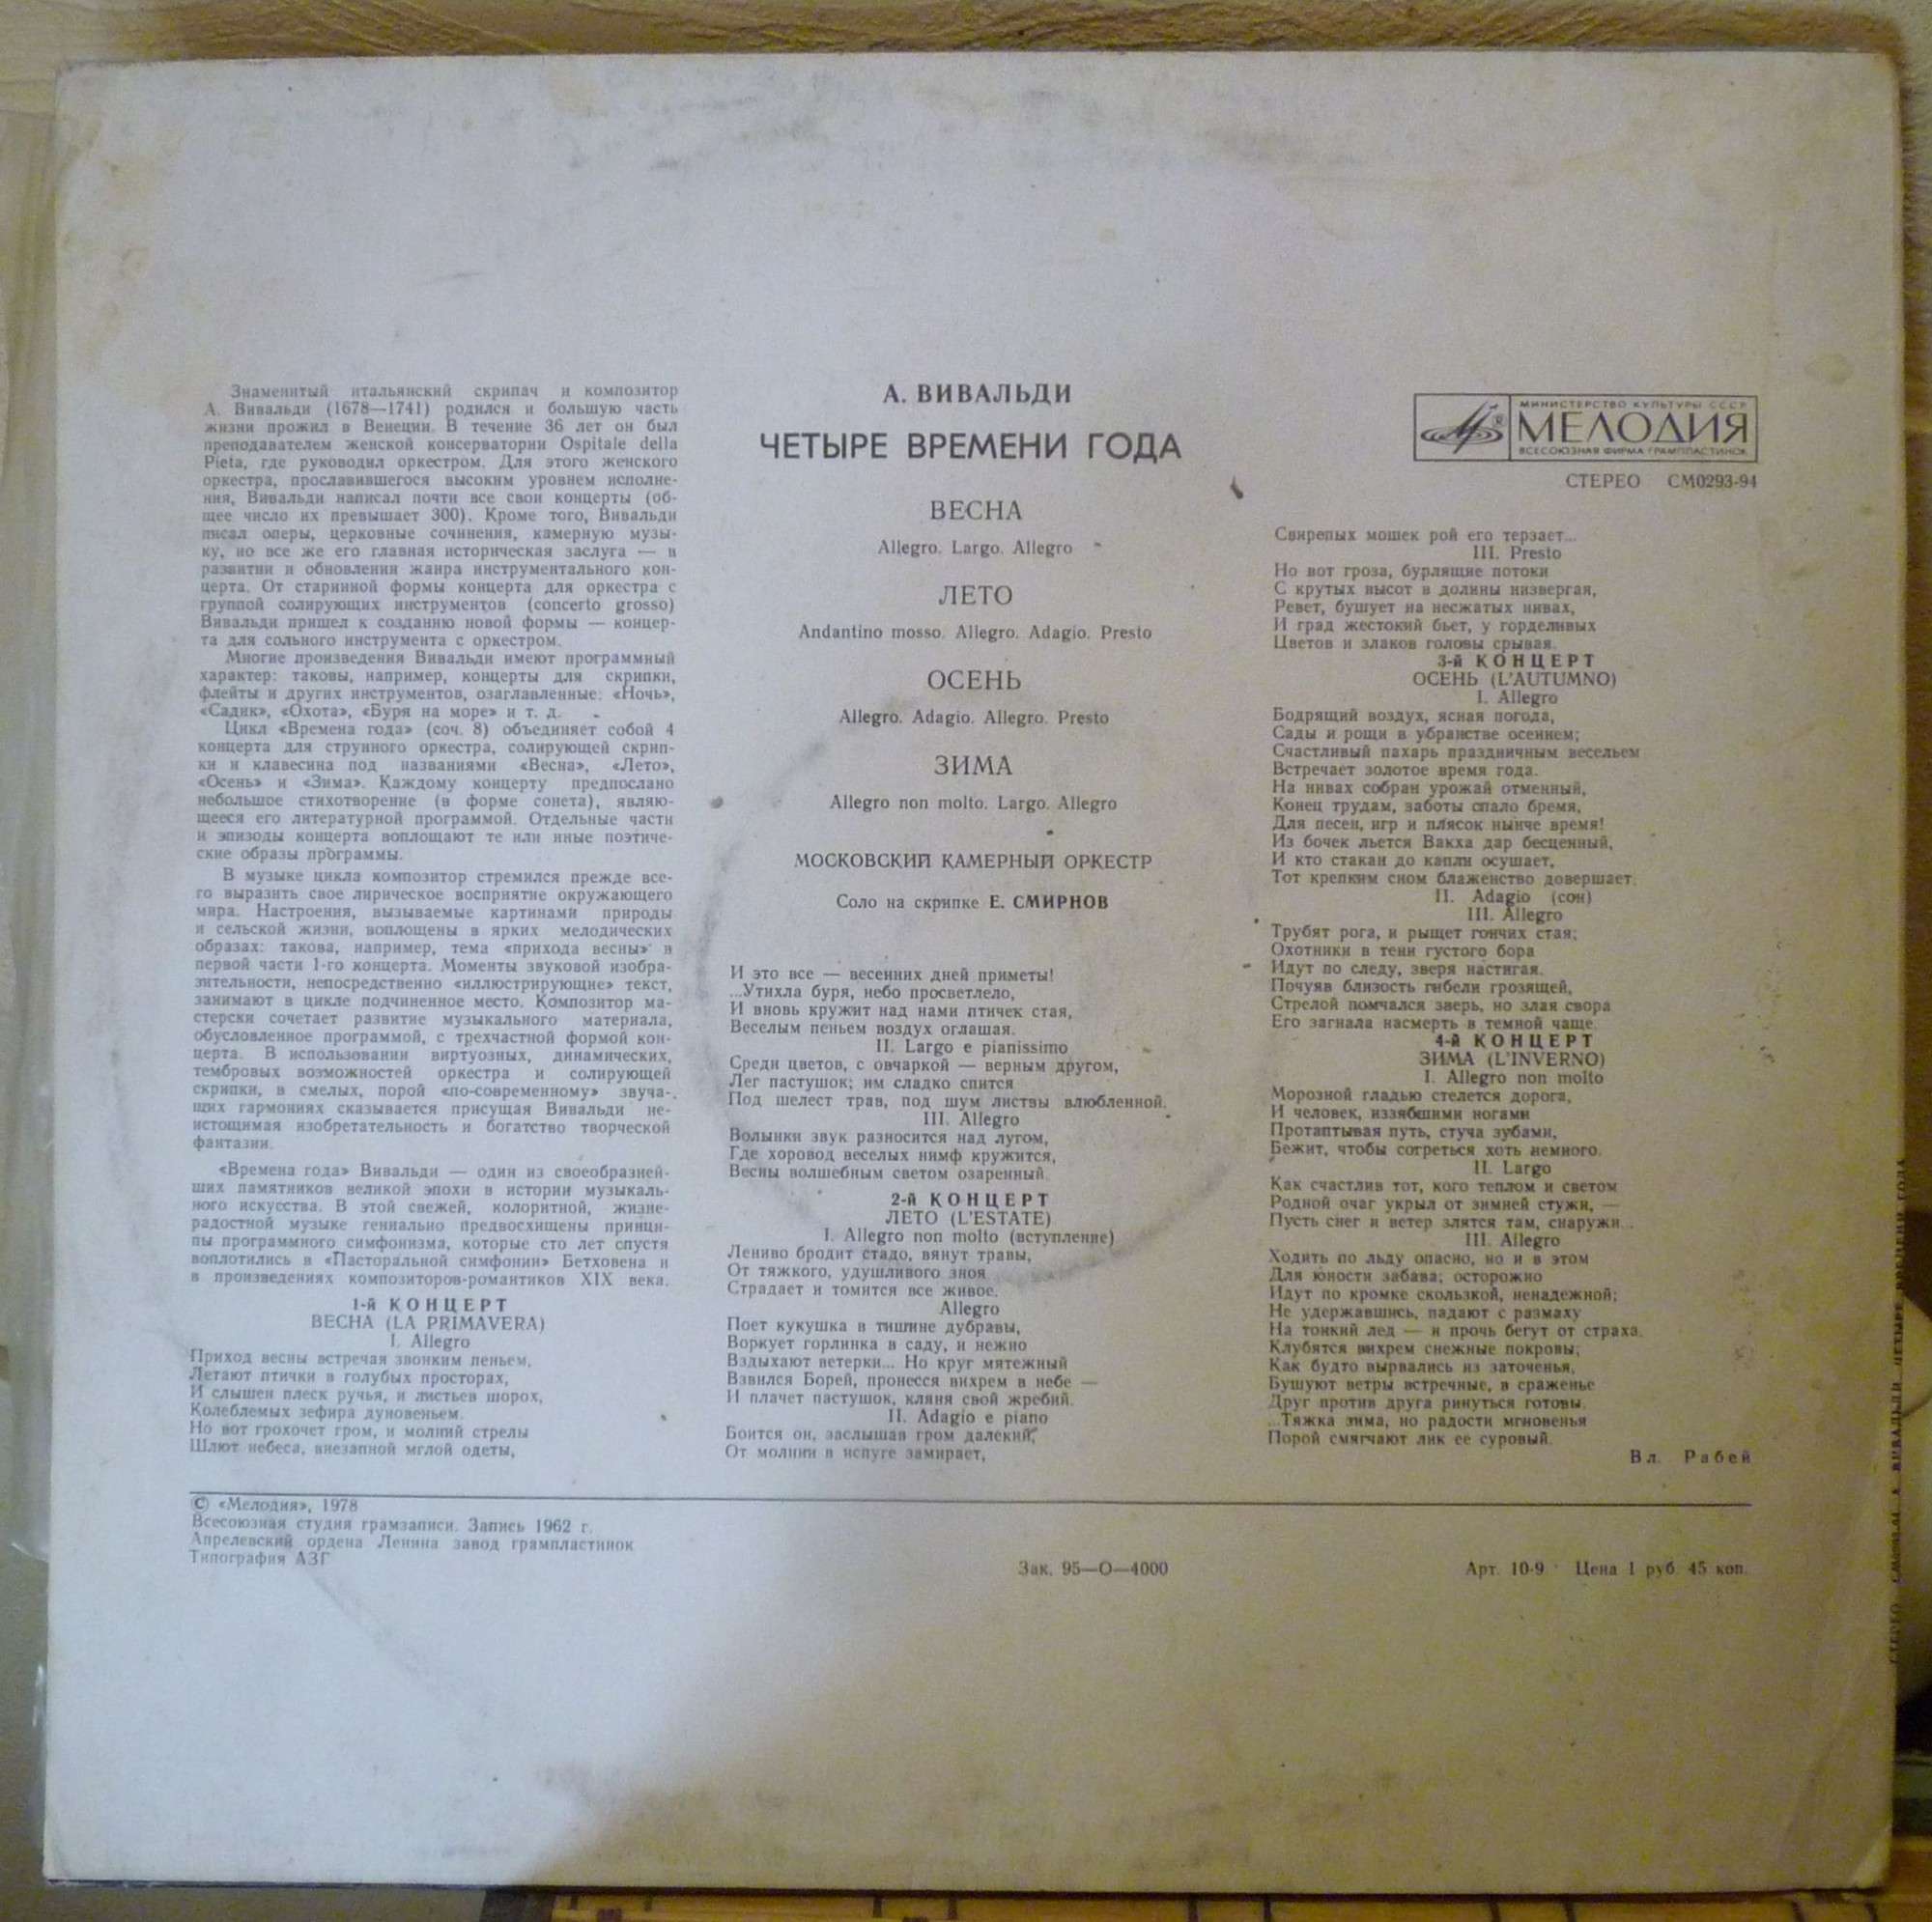 Знаменитый итальянский скрипач и композитор
А. Вивальди (1678—1741) родился и большую часть
жизни прожил в Венеции. В течение 36 лет он был
преподавателем женской консерватории Ospitale della
Pieta, где руководил оркестром. Для этого женского
оркестра, прославившегося высоким уровнем исполне-
ния, Вивальди написал почти все свои концерты (об-
щее число их превышает 300). Кроме того, Вивальди
писал оперы, церковные сочинения, камерную музы-
ку, но все же его главная историческая заслуга — в
развитии и обновлении жанра инструментального кон-
церта. От старинной формы концерта для оркестра с
группой солирующих инструментов (concerto grosso)
Вивальди пришел к созданию новой формы — концер-
та для сольного инструмента с оркестром.
Многие произведения Вивальди имеют программный
характер: таковы, например, концерты для скрипки,
флейты и других инструментов, озаглавленные: «Ночь»,
«Садик», «Охота», «Буря на море» и т. д.
Цикл «Времена года» (соч. 8) объединяет собой 4
концерта для струнного оркестра, солирующей скрип-
ки и клавесина под названиями «Весна», «Лето»,
«Осень» и «Зима». Каждому концерту предпослано
небольшое стихотворение (в форме сонета), являю-
щееся его литературной программой. Отдельные части
и эпизоды концерта воплощают те или иные поэтиче-
ские образы программы.
В музыке цикла композитор стремился прежде все-
го выразить свое лирическое восприятие окружающего
мира. Настроения, вызываемые картинами природы
и сельской жизни, воплощены в ярких мелодических
образах: такова, например, тема «прихода весны» в
первой части 1-го концерта. Моменты звуковой изобра-
зительности, непосредственно «иллюстрирующие» текст,
занимают в цикле подчиненное место. Композитор ма-
стерски сочетает развитие музыкального материала,
обусловленное программой, с трехчастной формой кон-
церта. В использовании виртуозных, динамических,
тембровых возможностей оркестра и солирующей
скрипки, в смелых, порой «по-современному» звуча-
щих гармониях сказывается присущая Вивальди не-
истощимая изобретательность и богатство творческой
фантазии.
«Времена года» Вивальди — один из своеобразней-
ших памятников великой эпохи в истории музыкаль-
ного искусства. В этой свежей, колоритной, жизне-
радостной музыке гениально предвосхищены принци-
пы программного симфонизма, которые сто лет спустя
воплотились в «Пасторальной симфонии» Бетховена и
в произведениях композиторов-романтиков XIX века.
1-й КОНЦЕРТ
ВЕСНА (LA PRIMAVERA)
I. Allegro
Приход весны встречая звонким пеньем,
Летают птички в голубых просторах,
И слышен плеск ручья, и листьев шорох,
Колеблемых зефира дуновеньем.
Но вот грохочет гром, и молний стрелы
Шлют небеса, внезапной мглой одеты,
А. ВИВАЛЬДИ
ЧЕТЫРЕ ВРЕМЕНИ ГОДА
ВЕСНА
Allegro. Largo. Allegro
ЛЕТО
Andantino mosso. Allegro. Adagio. Presto
ОСЕНЬ
Allegro. Adagio. Allegro. Presto
ЗИМА
Allegro non molto. Largo. Allegro
МОСКОВСКИЙ КАМЕРНЫЙ ОРКЕСТР
Соло на скрипке Е. СМИРНОВ
И это все — весенних дней приметы!
...Утихла буря, небо просветлело,
И вновь кружит над нами птичек стая,
Веселым пеньем воздух оглашая.
II. Largo e pianissimo
Среди цветов, с овчаркой — верным другом,
Лег пастушок; им сладко спится
Под шелест трав, под шум листвы влюбленной.
III. Allegro
Волынки звук разносится над лугом,
Где хоровод веселых нимф кружится,
Весны волшебным светом озаренный.
2-й КОНЦЕРТ
ЛЕТО (L'ESTATE)
I. Allegro non molto (вступление)
Лениво бродит стадо, вянут травы,
От тяжкого, удушливого зноя
Страдает и томится все живое.
Allegro
Поет кукушка в тишине дубравы,
Воркует горлинка в саду, и нежно
Вздыхают ветерки... Но круг мятежный
Взвился Борей, пронесся вихрем в небе —
И плачет пастушок, кляня свой жребий.
II. Adagio e piano
Боится он, заслышав гром далекий,
От молнии в испуге замирает,
МИНИСТЕРСТВО КУЛЬТУРЫ СССР
МЕЛОДИЯ
ВСЕСОЮЗНАЯ ФИРМА ГРАМПЛАСТИНОК
СТЕРЕО СМ0293-94
Свирепых мошек рой его терзает...
III. Presto
Но вот гроза, бурлящие потоки
С крутых высот в долины низвергая,
Ревет, бушует на несжатых нивах,
И град жестокий бьет, у горделивых
Цветов и злаков головы срывая.
3-й КОНЦЕРТ
ОСЕНЬ (L'AUTUMNO)
I. Allegro
Бодрящий воздух, ясная погода,
Сады и рощи в убранстве осеннем;
Счастливый пахарь праздничным весельем
Встречает золотое время года.
На нивах собран урожай отменный,
Конец трудам, заботы спало бремя,
Для песен, игр и плясок нынче время!
Из бочек льется Вакха дар бесценный,
И кто стакан до капли осушает,
Тот крепким сном блаженство довершает.
II. Adagio (сон)
III. Allegro
Трубят рога, и рыщет гончих стая;
Охотники в тени густого бора
Идут по следу, зверя настигая.
Почуяв близость гибели грозящей,
Стрелой помчался зверь, но злая свора
Его загнала насмерть в темной чаще.
4-й КОНЦЕРТ
ЗИМА (L'INVERNO)
I. Allegro non molto
Морозной гладью стелется дорога,
И человек, иззябшими ногами
Протаптывая путь, стуча зубами,
Бежит, чтобы согреться хоть немного.
II. Largo
Как счастлив тот, кого теплом и светом
Родной очаг укрыл от зимней стужи, —
Пусть снег и ветер злятся там, снаружи...
III. Allegro
Ходить по льду опасно, но и в этом
Для юности забава; осторожно
Идут по кромке скользкой, ненадежной;
Не удержавшись, падают с размаху
На тонкий лед — и прочь бегут от страха.
Клубятся вихрем снежные покровы;
Как будто вырвались из заточенья,
Бушуют ветры встречные, в сраженье
Друг против друга ринуться готовы.
...Тяжка зима, но радости мгновенья
Порой смягчают лик ее суровый.
Вл. Рабей
© «Мелодия», 1978
Всесоюзная студия грамзаписи. Запись 1962 г.
Апрелевский ордена Ленина завод грампластинок
Типография АЗГ
Зак. 95—О—4000
Арт. 10-9 Цена 1 руб. 45 коп.
СТЕРЕО СМ0293-94 А. ВИВАЛЬДИ ЧЕТЫРЕ ВРЕМЕНИ ГОДА